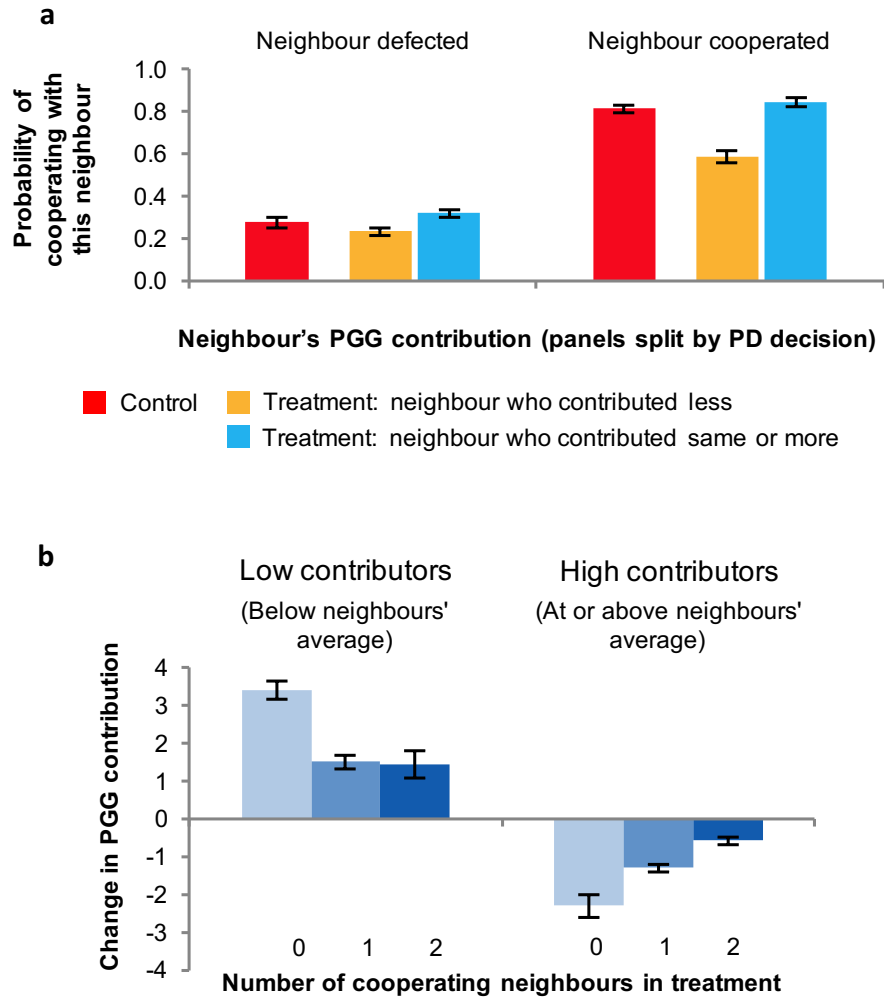 a
Neighbour defected
Neighbour cooperated
Probability of
cooperating with
this neighbour
1.0
0.8
0.6
0.4
0.2
0.0
Neighbour's PGG contribution (panels split by PD decision)
Control
Treatment: neighbour who contributed less
Treatment: neighbour who contributed same or more
b
Low contributors
(Below neighbours'
average)
High contributors
(At or above neighbours'
average)
Change in PGG contribution
4
3
2
1
0
-1
-2
-3
-4
0 1 2
0 1 2
Number of cooperating neighbours in treatment